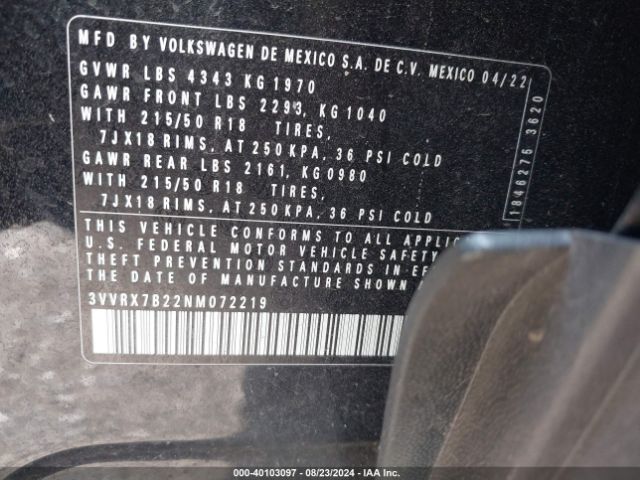 MFD BY VOLKSWAGEN DE MEXICO S.A. DE C.V. MEXICO 04/22
GVWR LBS 4343 KG 1970
GAWR FRONT LBS 2293, KG 1040
WITH 215/50 R18 TIRES,
7JX18 RIMS, AT 250 KPA, 36 PSI COLD
GAWR REAR LBS 2161, KG 0980
WITH 215/50 R18 TIRES,
7JX18 RIMS, AT 250 KPA, 36 PSI COLD
THIS VEHICLE CONFORMS TO ALL APPLIC
U.S. FEDERAL MOTOR VEHICLE SAFETY
THEFT PREVENTION STANDARDS IN EF
THE DATE OF MANUFACTURE SHOWN
3VVRX7B22NM072219
1846276 3620
000-40103097 - 08/23/2024 - IAA Inc.